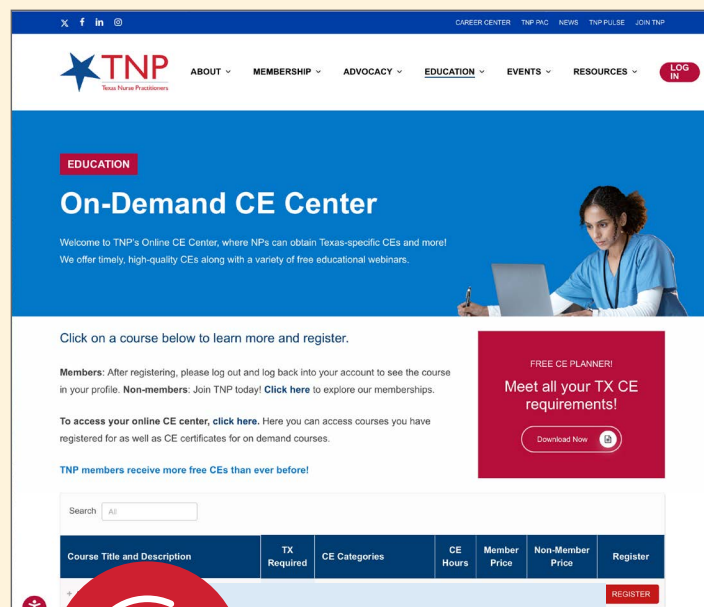 CAREER CENTER TNP PAC NEWS TNP PULSE JOIN TNP
TNP
Texas Nurse Practitioners
ABOUT MEMBERSHIP ADVOCACY EDUCATION EVENTS RESOURCES
LOG
IN
EDUCATION
On-Demand CE Center
Welcome to TNP's Online CE Center, where NPs can obtain Texas-specific CEs and more!
We offer timely, high-quality CEs along with a variety of free educational webinars.
Click on a course below to learn more and register.
Members: After registering, please log out and log back into your account to see the course
in your profile. Non-members: Join TNP today! Click here to explore our memberships.
To access your online CE center, click here. Here you can access courses you have
registered for as well as CE certificates for on demand courses.
TNP members receive more free CEs than ever before!
FREE CE PLANNER!
Meet all your TX CE
requirements!
Download Now
Search All
Course Title and Description
TX
Required
CE Categories
CE
Hours
Member
Price
Non-Member
Price
Register
REGISTER